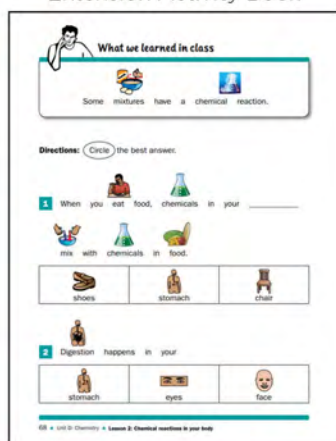 Extension Activity Book
What we learned in class
Some mixtures have a chemical reaction.
Directions: Circle the best answer.
1 When you eat food, chemicals in your ________
mix with chemicals in food.
shoes stomach chair
2 Digestion happens in your
stomach eyes face
68 Unit D: Chemistry Lesson 2: Chemical reactions in your body